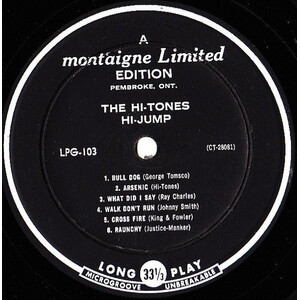 A
montaigne Limited
EDITION
PEMBROKE, ONT.
THE HI-TONES
HI-JUMP
LPG-103
(CT-28081)
1. BULL DOG (George Tomsco)
2. ARSENIC (Hi-Tones)
3. WHAT DID I SAY (Ray Charles)
4. WALK DON'T RUN (Johnny Smith)
5. CROSS FIRE (King & Fowler)
6. RAUNCHY (Justice-Manker)
LONG 33 1/3 PLAY
MICROGROOVE UNBREAKABLE